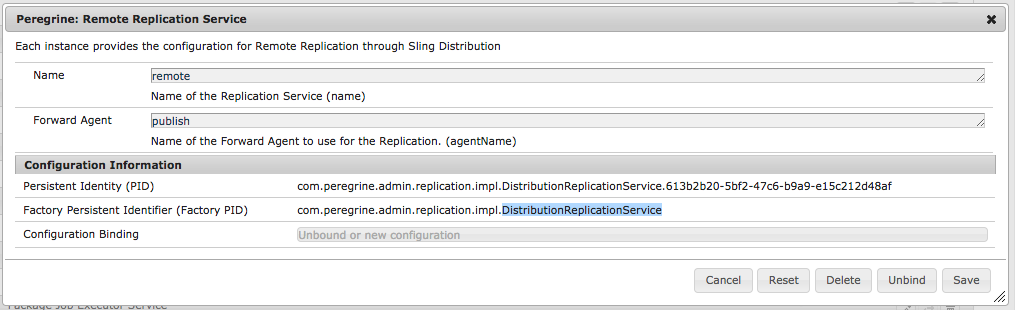 Peregrine: Remote Replication Service
Each instance provides the configuration for Remote Replication through Sling Distribution
Name
remote
Name of the Replication Service (name)
Forward Agent
publish
Name of the Forward Agent to use for the Replication. (agentName)
Configuration Information
Persistent Identity (PID) com.peregrine.admin.replication.impl.DistributionReplicationService.613b2b20-5bf2-47c6-b9a9-e15c212d48af
Factory Persistent Identifier (Factory PID) com.peregrine.admin.replication.impl.DistributionReplicationService
Configuration Binding Unbound or new configuration
Cancel Reset Delete Unbind Save
Package Job Executor Service